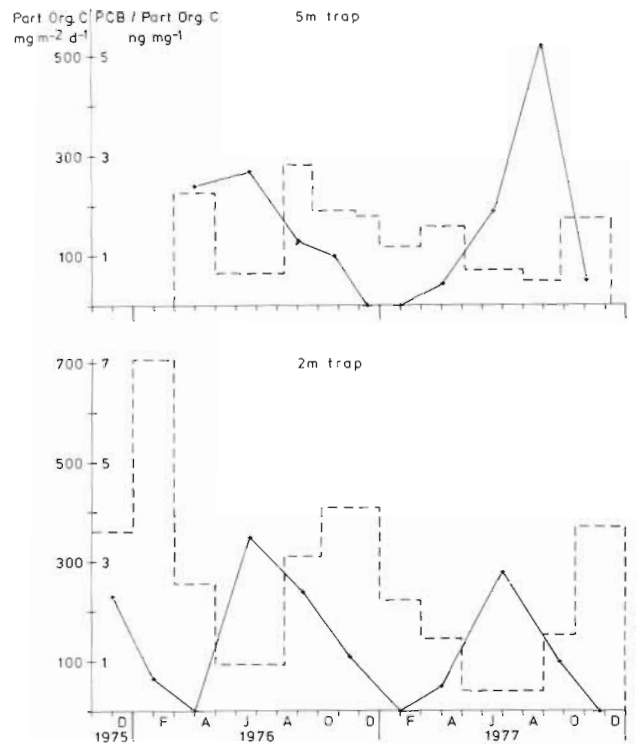 Part Org. C PCB / Part Org. C 5m trap
mg m⁻² d⁻¹ ng mg⁻¹
500 5
300 3
100 1
700 7 2m trap
500 5
300 3
100 1
D F A J A O D F A J A O D
1975 1976 1977